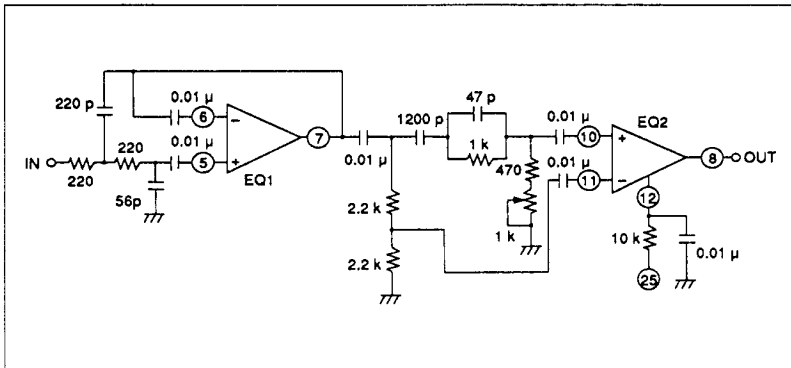 220 p
0.01 µ
6
−
IN
220
220
0.01 µ
5
+
EQ1
56p
7
0.01 µ
1200 p
47 p
1 k
2.2 k
2.2 k
470
1 k
0.01 µ
10
+
EQ2
0.01 µ
11
−
8
OUT
12
10 k
0.01 µ
25